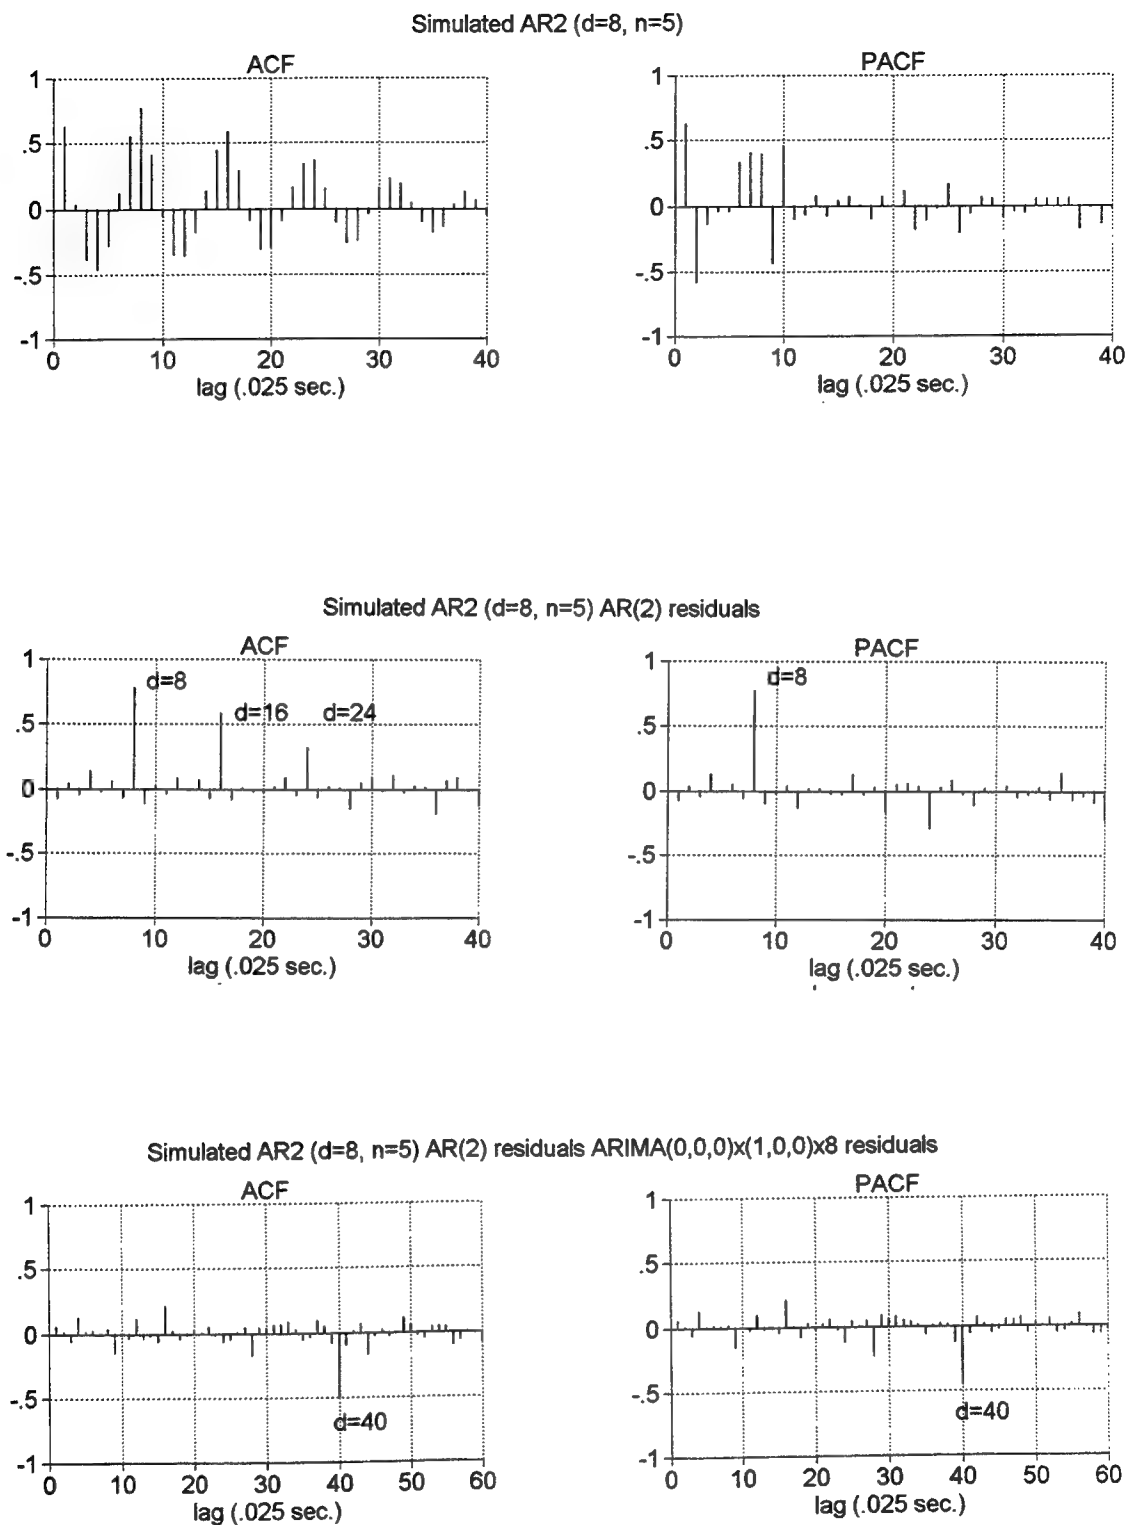 Simulated AR2 (d=8, n=5)
ACF
1
.5
0
-.5
-1
0 10 20 30 40
lag (.025 sec.)
PACF
1
.5
0
-.5
-1
0 10 20 30 40
lag (.025 sec.)
Simulated AR2 (d=8, n=5) AR(2) residuals
ACF
1
.5
0
-.5
-1
d=8
d=16 d=24
0 10 20 30 40
lag (.025 sec.)
PACF
1
.5
0
-.5
-1
d=8
0 10 20 30 40
lag (.025 sec.)
Simulated AR2 (d=8, n=5) AR(2) residuals ARIMA(0,0,0)x(1,0,0)x8 residuals
ACF
1
.5
0
-.5
-1
d=40
0 10 20 30 40 50 60
lag (.025 sec.)
PACF
1
.5
0
-.5
-1
d=40
0 10 20 30 40 50 60
lag (.025 sec.)